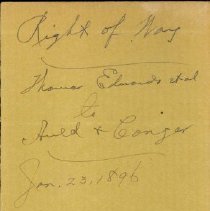 Right of Way
Thomas Edwards et al
to
Auld & Conger
Jan. 23, 1896